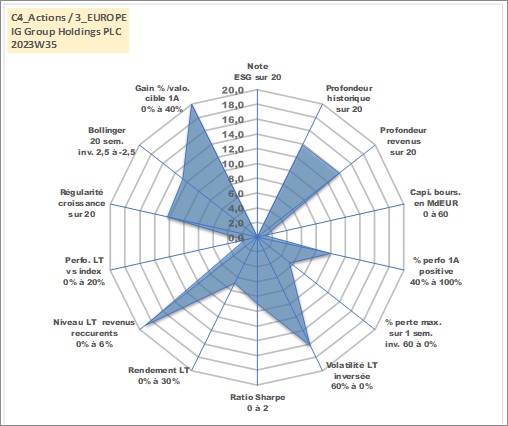 C4_Actions / 3_EUROPE
IG Group Holdings PLC
2023W35
Note
ESG sur 20
Profondeur
historique
sur 20
Profondeur
revenus
sur 20
Capi. bours.
en MdEUR
0 à 60
% perfo 1A
positive
40% à 100%
% perte max.
sur 1 sem.
inv. 60 à 0%
Volatilité LT
inversée
60% à 0%
Ratio Sharpe
0 à 2
Rendement LT
0% à 30%
Niveau LT revenus
reccurents
0% à 6%
Perfo. LT
vs index
0% à 20%
Régularité
croissance
sur 20
Bollinger
20 sem.
inv. 2,5 à -2,5
Gain %/valo.
cible 1A
0% à 40%
20,0
18,0
16,0
14,0
12,0
10,0
8,0
6,0
4,0
2,0
0,0